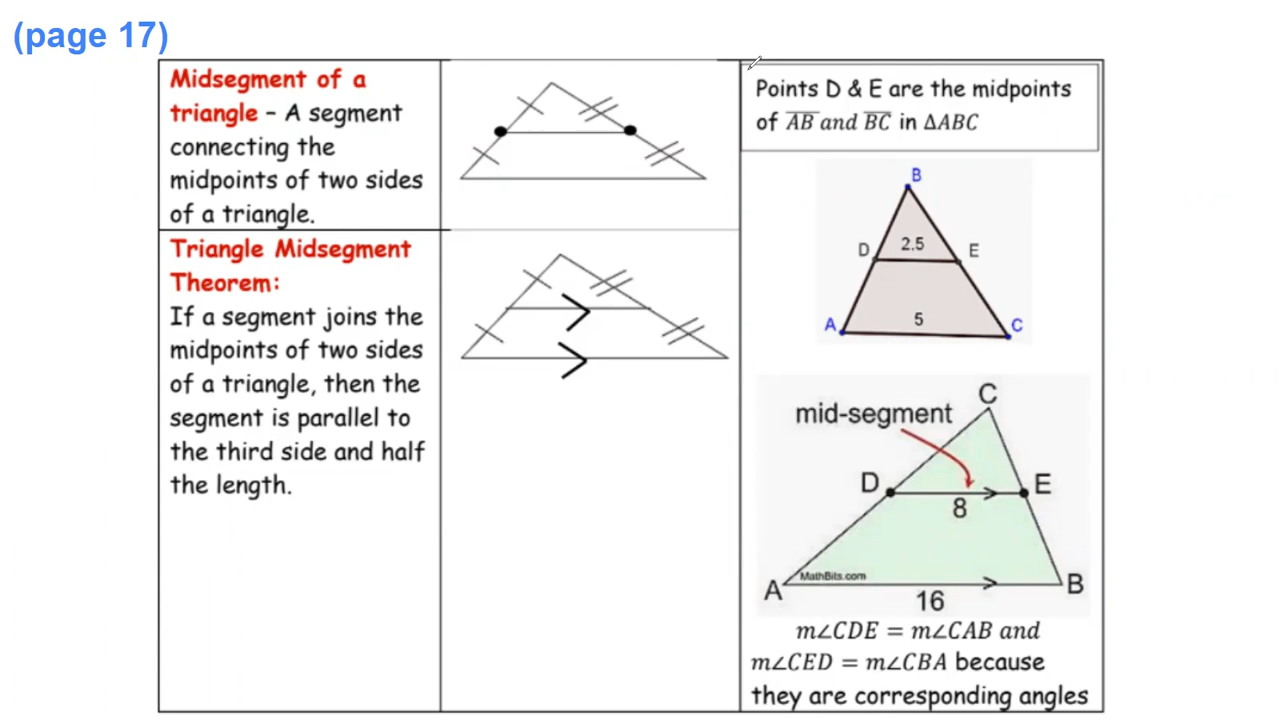 (page 17)
Midsegment of a
triangle – A segment
connecting the
midpoints of two sides
of a triangle.
Triangle Midsegment
Theorem:
If a segment joins the
midpoints of two sides
of a triangle, then the
segment is parallel to
the third side and half
the length.
Points D & E are the midpoints
of A̅B̅ and B̅C̅ in ΔABC
B
D 2.5 E
A 5 C
C
mid-segment
D E
8
MathBits.com
A B
16
m∠CDE = m∠CAB and
m∠CED = m∠CBA because
they are corresponding angles